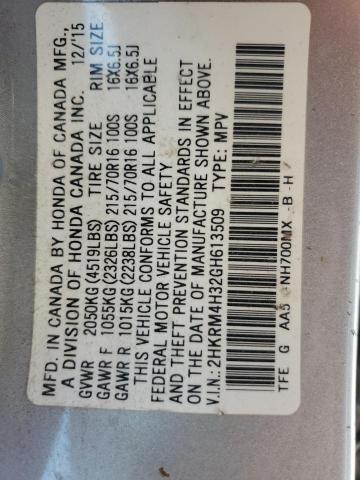 MFD. IN CANADA BY HONDA OF CANADA MFG.,
A DIVISION OF HONDA CANADA INC. 12/'15
GVWR 2050KG(4519LBS) TIRE SIZE RIM SIZE
GAWR F 1055KG(2326LBS) 215/70R16 100S 16X6.5J
GAWR R 1015KG(2238LBS) 215/70R16 100S 16X6.5J
THIS VEHICLE CONFORMS TO ALL APPLICABLE
FEDERAL MOTOR VEHICLE SAFETY, BUMPER,
AND THEFT PREVENTION STANDARDS IN EFFECT
ON THE DATE OF MANUFACTURE SHOWN ABOVE.
V.I.N.: 2HKRM4H32GH613509 TYPE: MPV
TFE G AA5 NH700MX -B -H